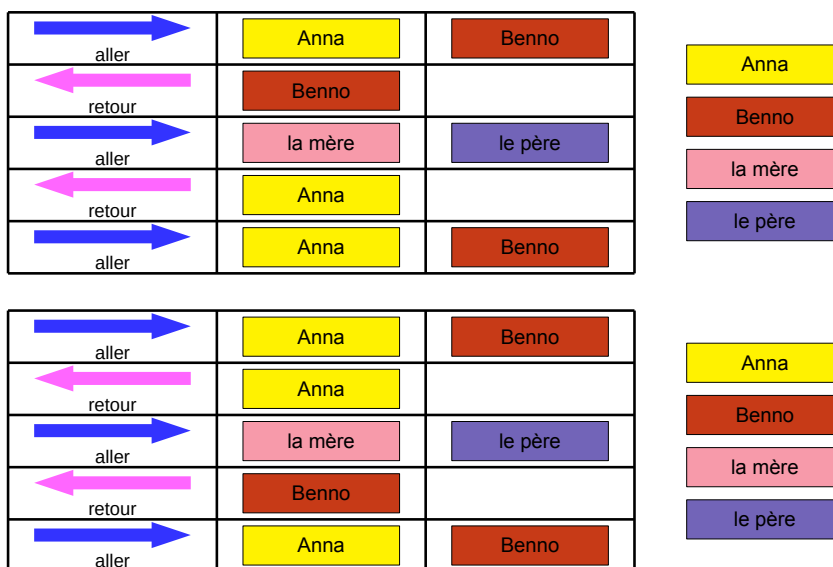 aller Anna Benno
retour Benno
aller la mère le père
retour Anna
aller Anna Benno
Anna
Benno
la mère
le père
aller Anna Benno
retour Anna
aller la mère le père
retour Benno
aller Anna Benno
Anna
Benno
la mère
le père